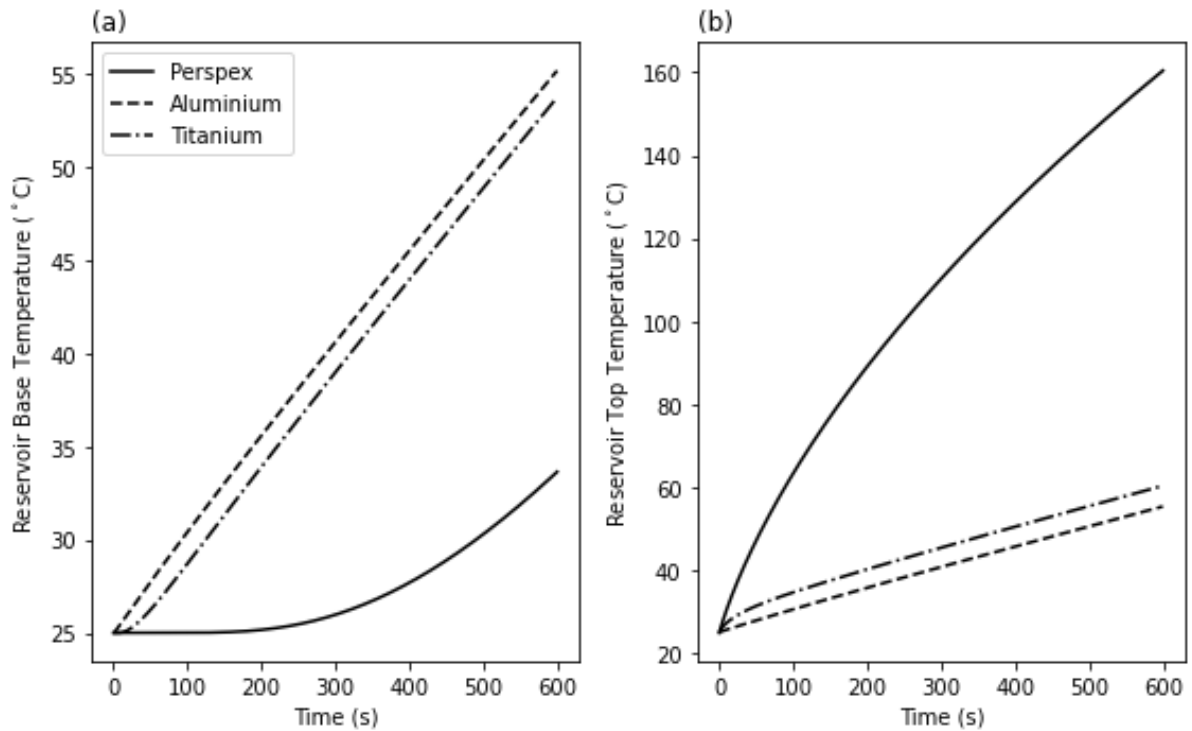 (a)
Perspex
Aluminium
Titanium
55
50
45
40
35
30
25
Reservoir Base Temperature (°C)
0 100 200 300 400 500 600
Time (s)
(b)
160
140
120
100
80
60
40
20
Reservoir Top Temperature (°C)
0 100 200 300 400 500 600
Time (s)